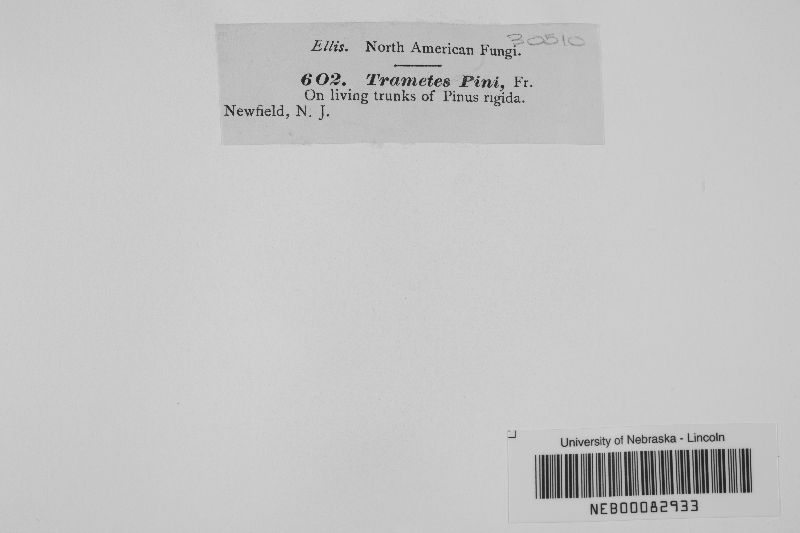 30510
Ellis. North American Fungi.
602. Trametes Pini, Fr.
On living trunks of Pinus rigida.
Newfield, N. J.
University of Nebraska - Lincoln
NEB00082933